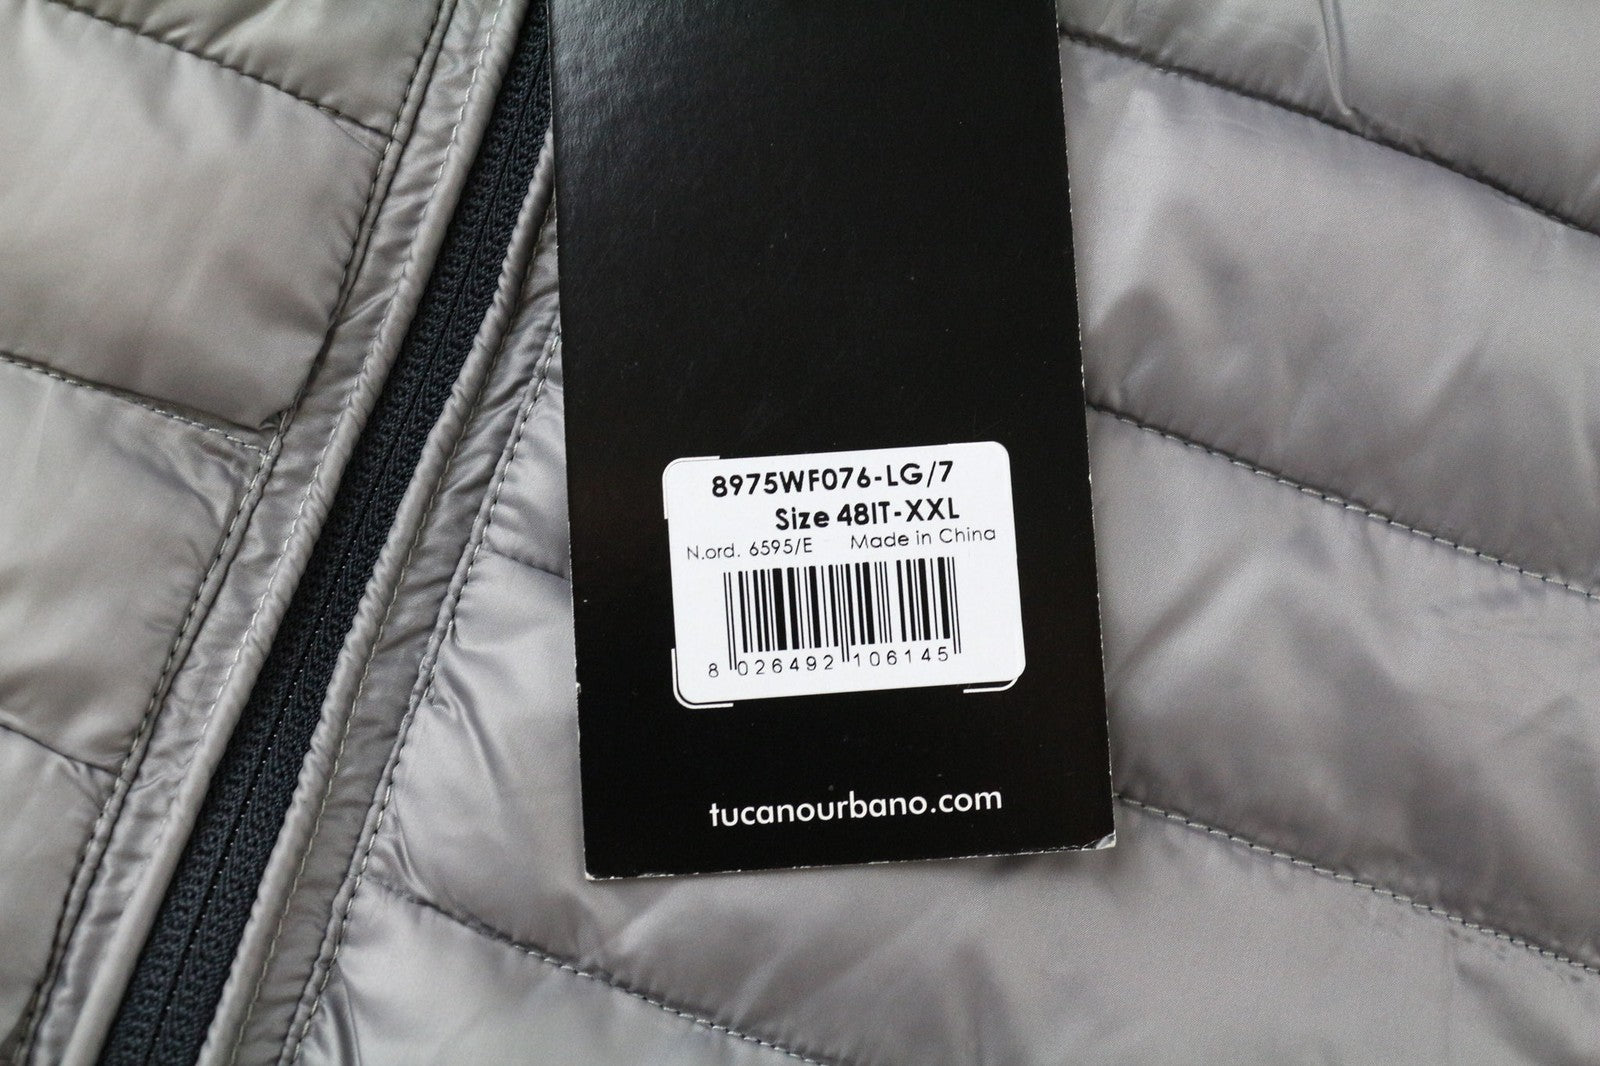 8975WF076-LG/7
Size 48IT-XXL
N.ord. 6595/E Made in China
8 026492 106145
tucanourbano.com